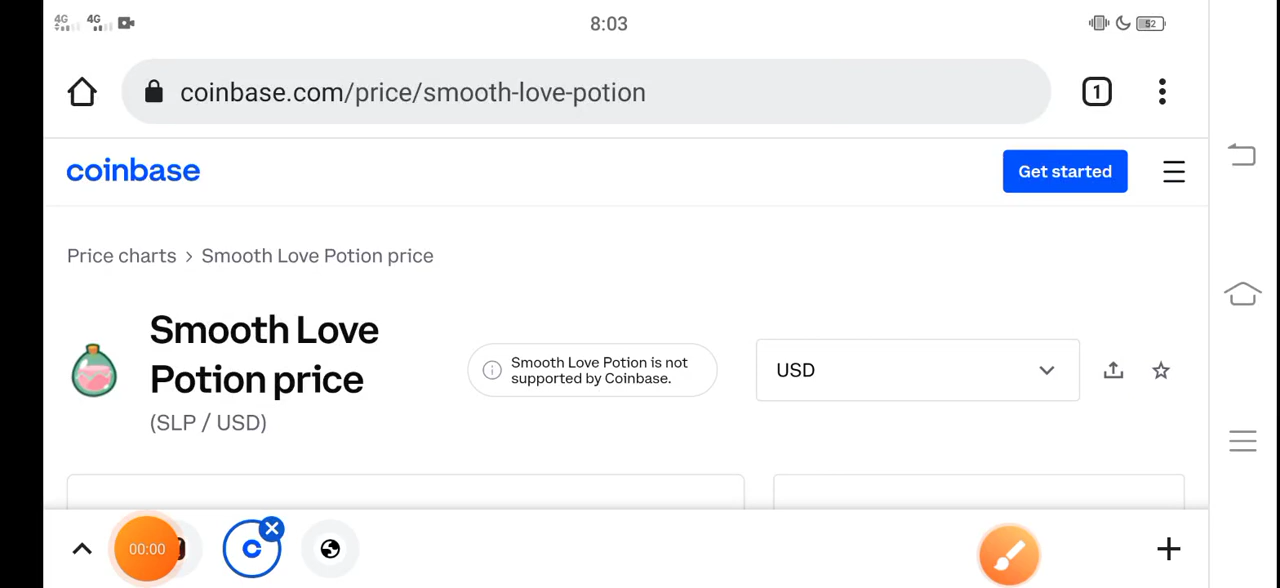 4G 4G 8:03 52
coinbase.com/price/smooth-love-potion 1
coinbase Get started
Price charts > Smooth Love Potion price
Smooth Love
Potion price
(SLP / USD)
Smooth Love Potion is not
supported by Coinbase.
USD
00:00